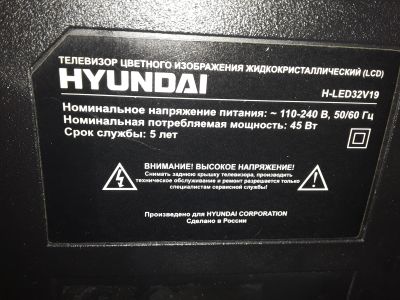 ТЕЛЕВИЗОР ЦВЕТНОГО ИЗОБРАЖЕНИЯ ЖИДКОКРИСТАЛЛИЧЕСКИЙ (LCD)
HYUNDAI
H-LED32V19
Номинальное напряжение питания: ~ 110-240 В, 50/60 Гц
Номинальная потребляемая мощность: 45 Вт
Срок службы: 5 лет
ВНИМАНИЕ! ВЫСОКОЕ НАПРЯЖЕНИЕ!
Снимать заднюю крышку телевизора, производить
техническое обслуживание и ремонт разрешается только
специалистам сервисной службы!
Произведено для HYUNDAI CORPORATION
Сделано в России